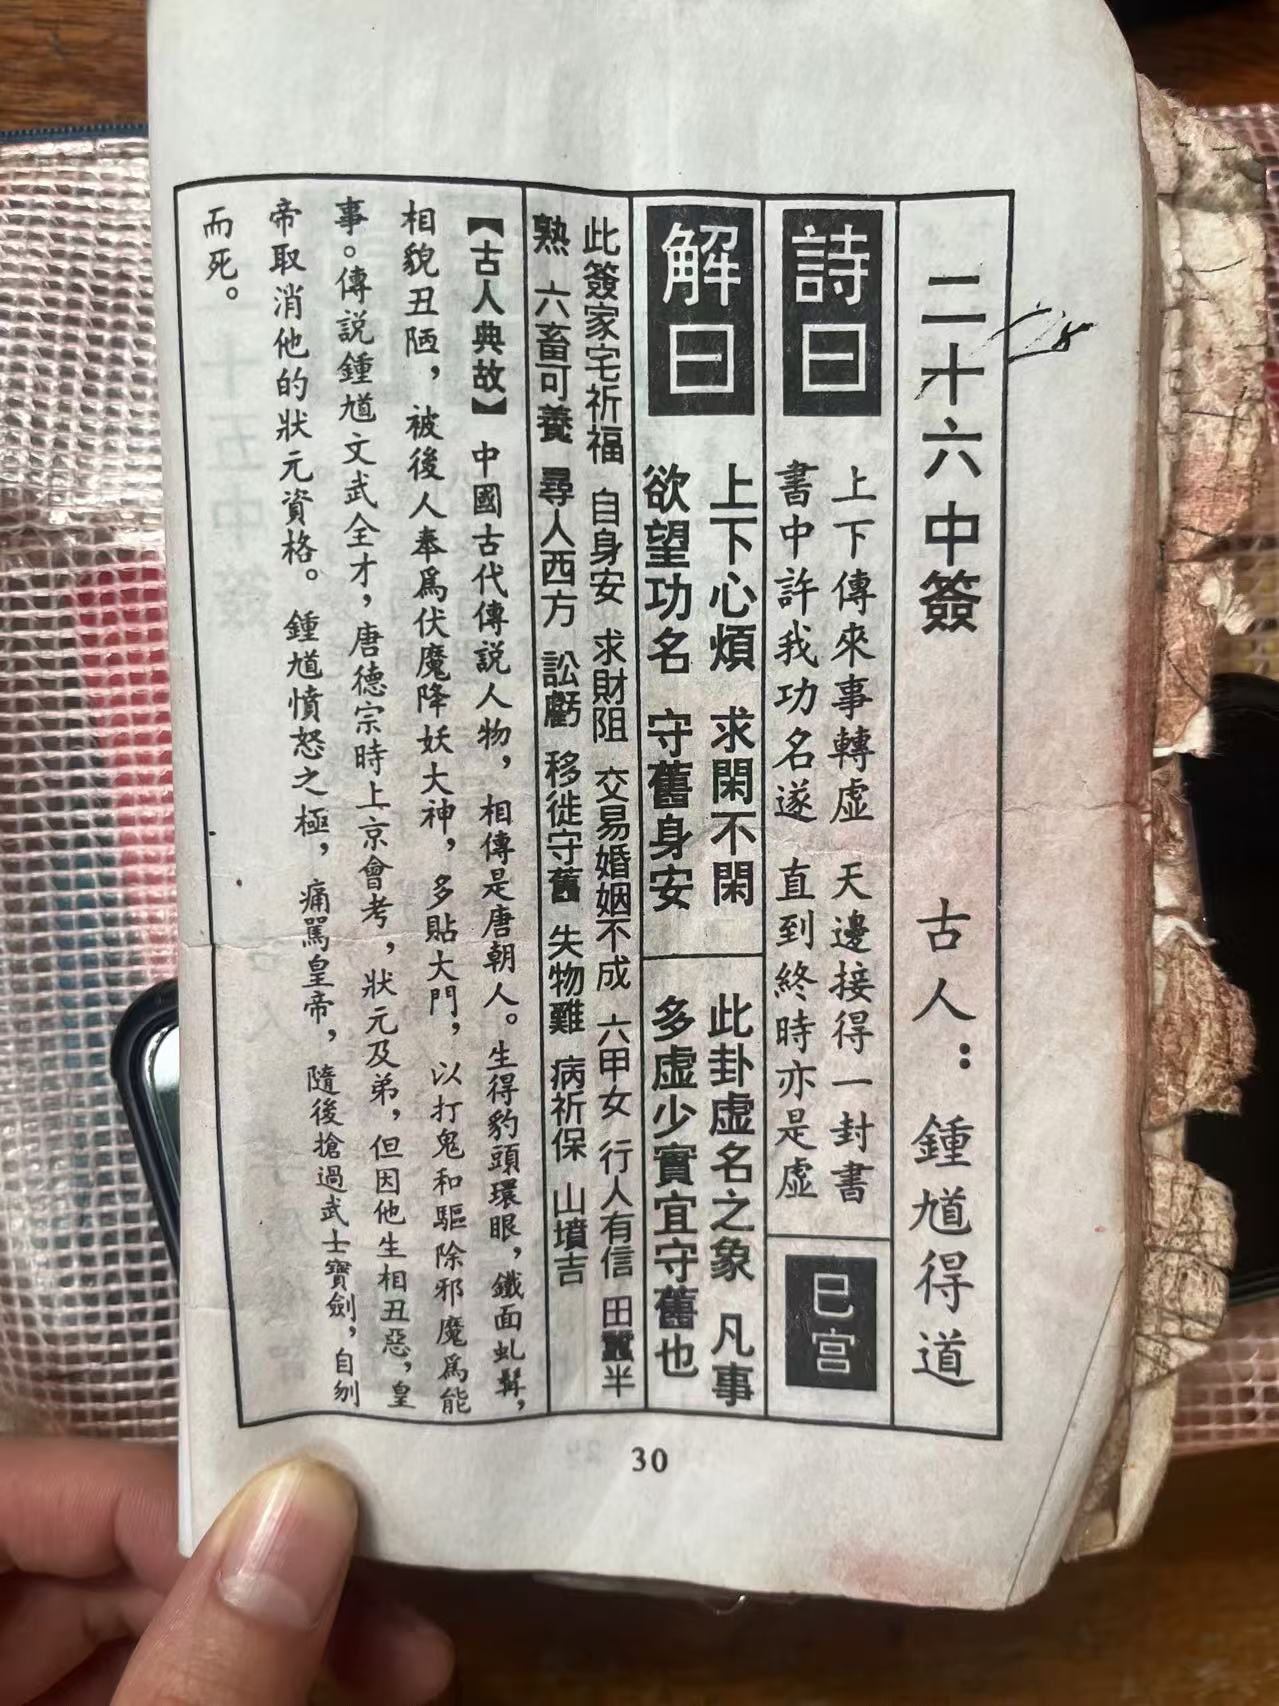 二十六中簽 古人：鍾馗得道
詩曰
上下傳來事轉虛 天邊接得一封書
書中許我功名遂 直到終時亦是虛
巳宮
解曰
上下心煩 求閑不閑
欲望功名 守舊身安
此卦虛名之象 凡事
多虛少實宜守舊也
此簽家宅祈福 自身安 求財阻 交易婚姻不成 六甲女 行人有信 田蠶半
熟 六畜可養 尋人西方 訟虧 移徙守舊 失物難 病祈保 山墳吉
【古人典故】中國古代傳説人物，相傳是唐朝人。生得豹頭環眼，鐵面虬髯，
相貌丑陋，被後人奉爲伏魔降妖大神，多貼大門，以打鬼和驅除邪魔爲能
事。傳説鍾馗文武全才，唐德宗時上京會考，狀元及弟，但因他生相丑惡，皇
帝取消他的狀元資格。鍾馗憤怒之極，痛駡皇帝，隨後搶過武士寶劍，自刎
而死。
30